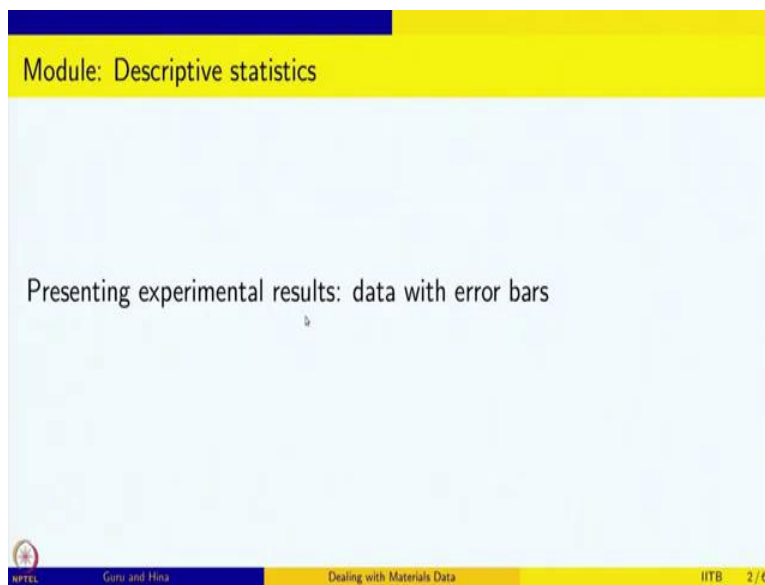 Module: Descriptive statistics
Presenting experimental results: data with error bars
NPTEL
Guru and Hina
Dealing with Materials Data
IITB 2/